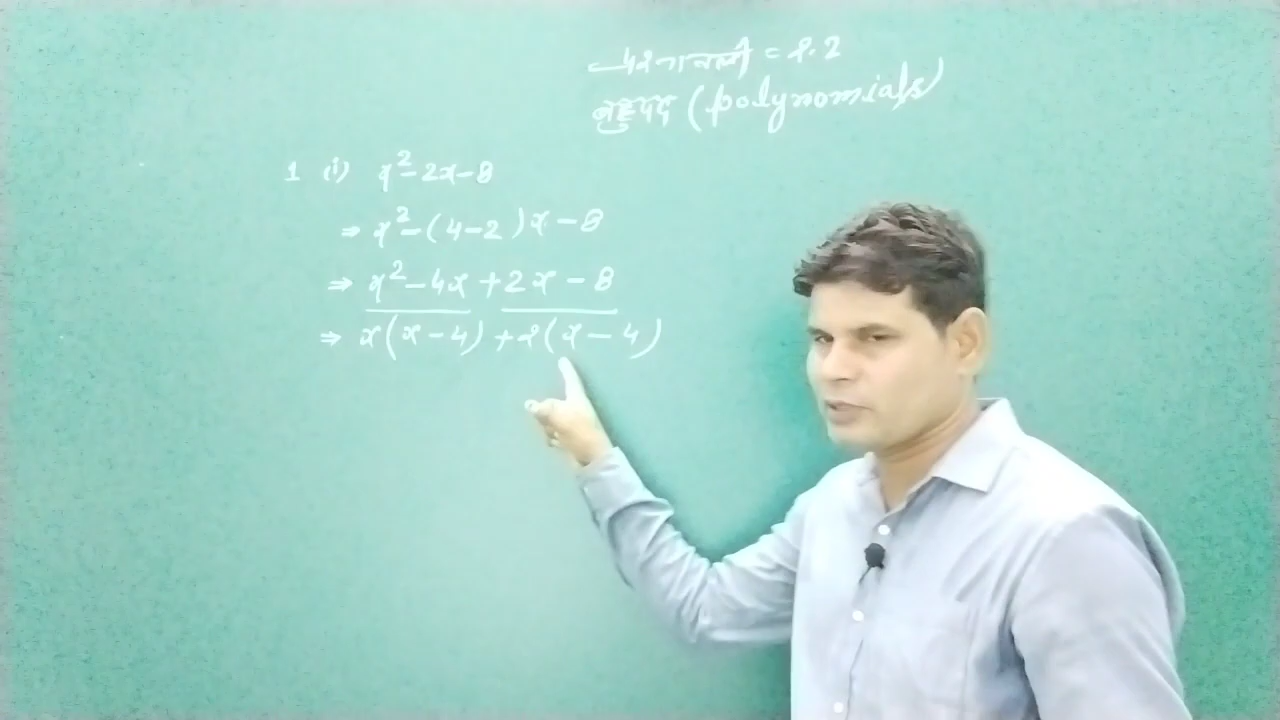 प्रश्नावली = 2.2
बहुपद (polynomials)
1 (i) x²-2x-8
⇒ x²-(4-2)x-8
⇒ x²-4x+2x-8
⇒ x(x-4)+2(x-4)